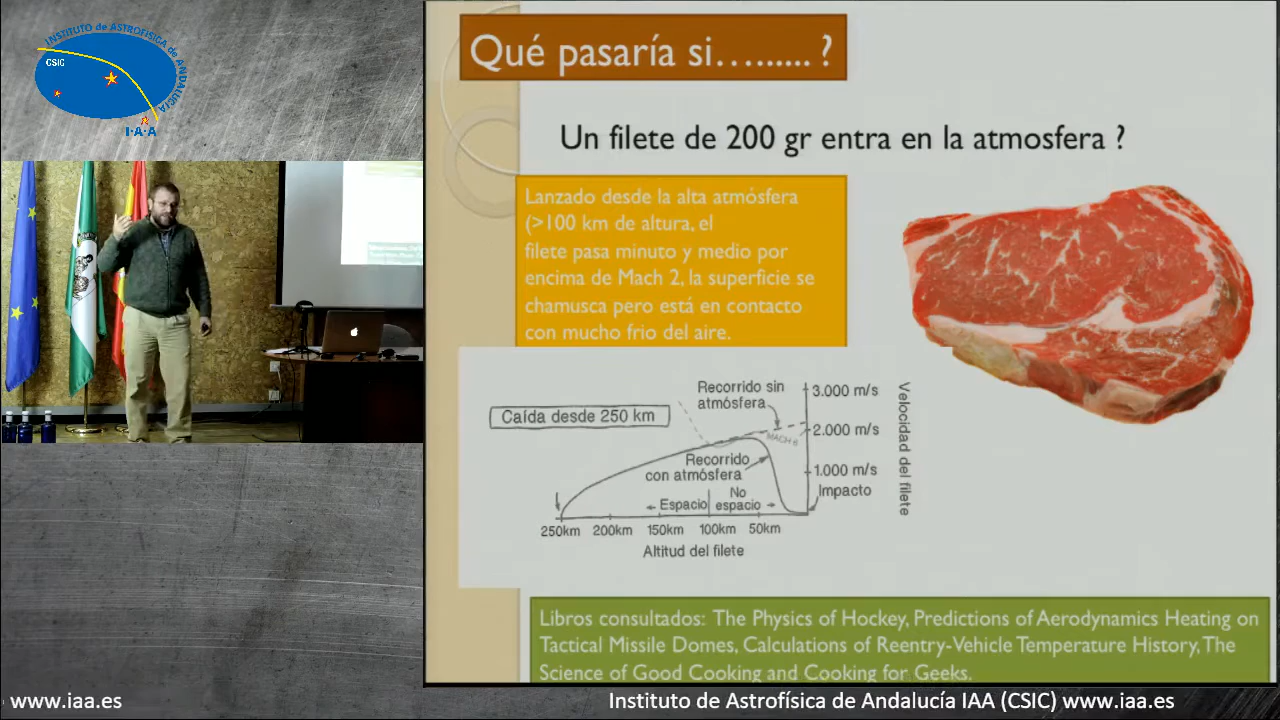 INSTITUTO de ASTROFÍSICA de ANDALUCÍA
CSIC
I·A·A
Qué pasaría si…...... ?
Un filete de 200 gr entra en la atmosfera ?
Lanzado desde la alta atmósfera
(>100 km de altura, el
filete pasa minuto y medio por
encima de Mach 2, la superficie se
chamusca pero está en contacto
con mucho frio del aire.
Caída desde 250 km
Recorrido sin
atmósfera
MACH 6
Recorrido
con atmósfera
Espacio
No
espacio
3.000 m/s
2.000 m/s
1.000 m/s
Impacto
Velocidad del filete
250km 200km 150km 100km 50km
Altitud del filete
Libros consultados: The Physics of Hockey, Predictions of Aerodynamics Heating on
Tactical Missile Domes, Calculations of Reentry-Vehicle Temperature History, The
Science of Good Cooking and Cooking for Geeks.
www.iaa.es
Instituto de Astrofísica de Andalucía IAA (CSIC) www.iaa.es